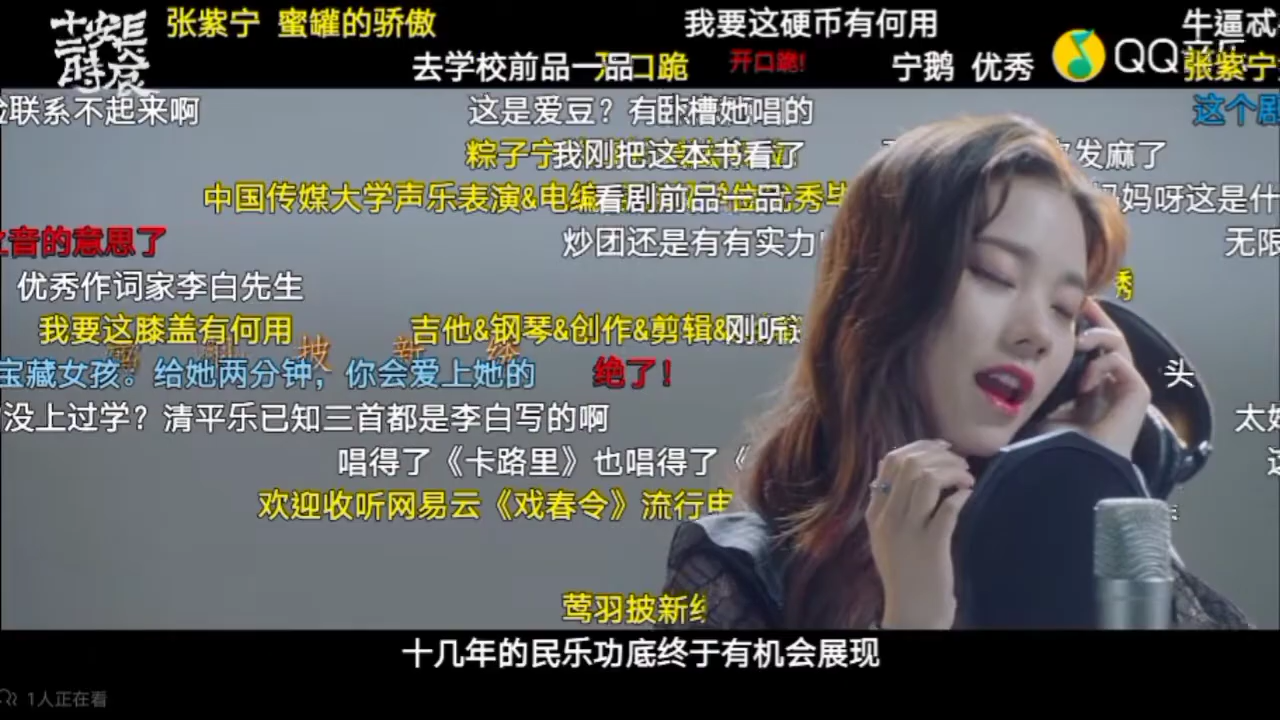 长安十二时辰
张紫宁 蜜罐的骄傲
我要这硬币有何用
牛逼
去学校前品一品
开口跪
开口跪!
宁鹅 优秀
QQ音乐
张紫宁
联系不起来啊
这是爱豆?有
卧槽她唱的
这个剧
粽子宁
我刚把这本书看了
发麻了
中国传媒大学声乐表演&电编
看剧前品一品
优秀毕
妈呀这是什
之音的意思了
炒团还是有有实力
无限
优秀作词家李白先生
秀
我要这膝盖有何用
吉他&钢琴&创作&剪辑&
刚听这
披新
宝藏女孩。给她两分钟,你会爱上她的
绝了!
头
没上过学?清平乐已知三首都是李白写的啊
唱得了《卡路里》也唱得了《
欢迎收听网易云《戏春令》流行电
莺羽披新
十几年的民乐功底终于有机会展现
1人正在看